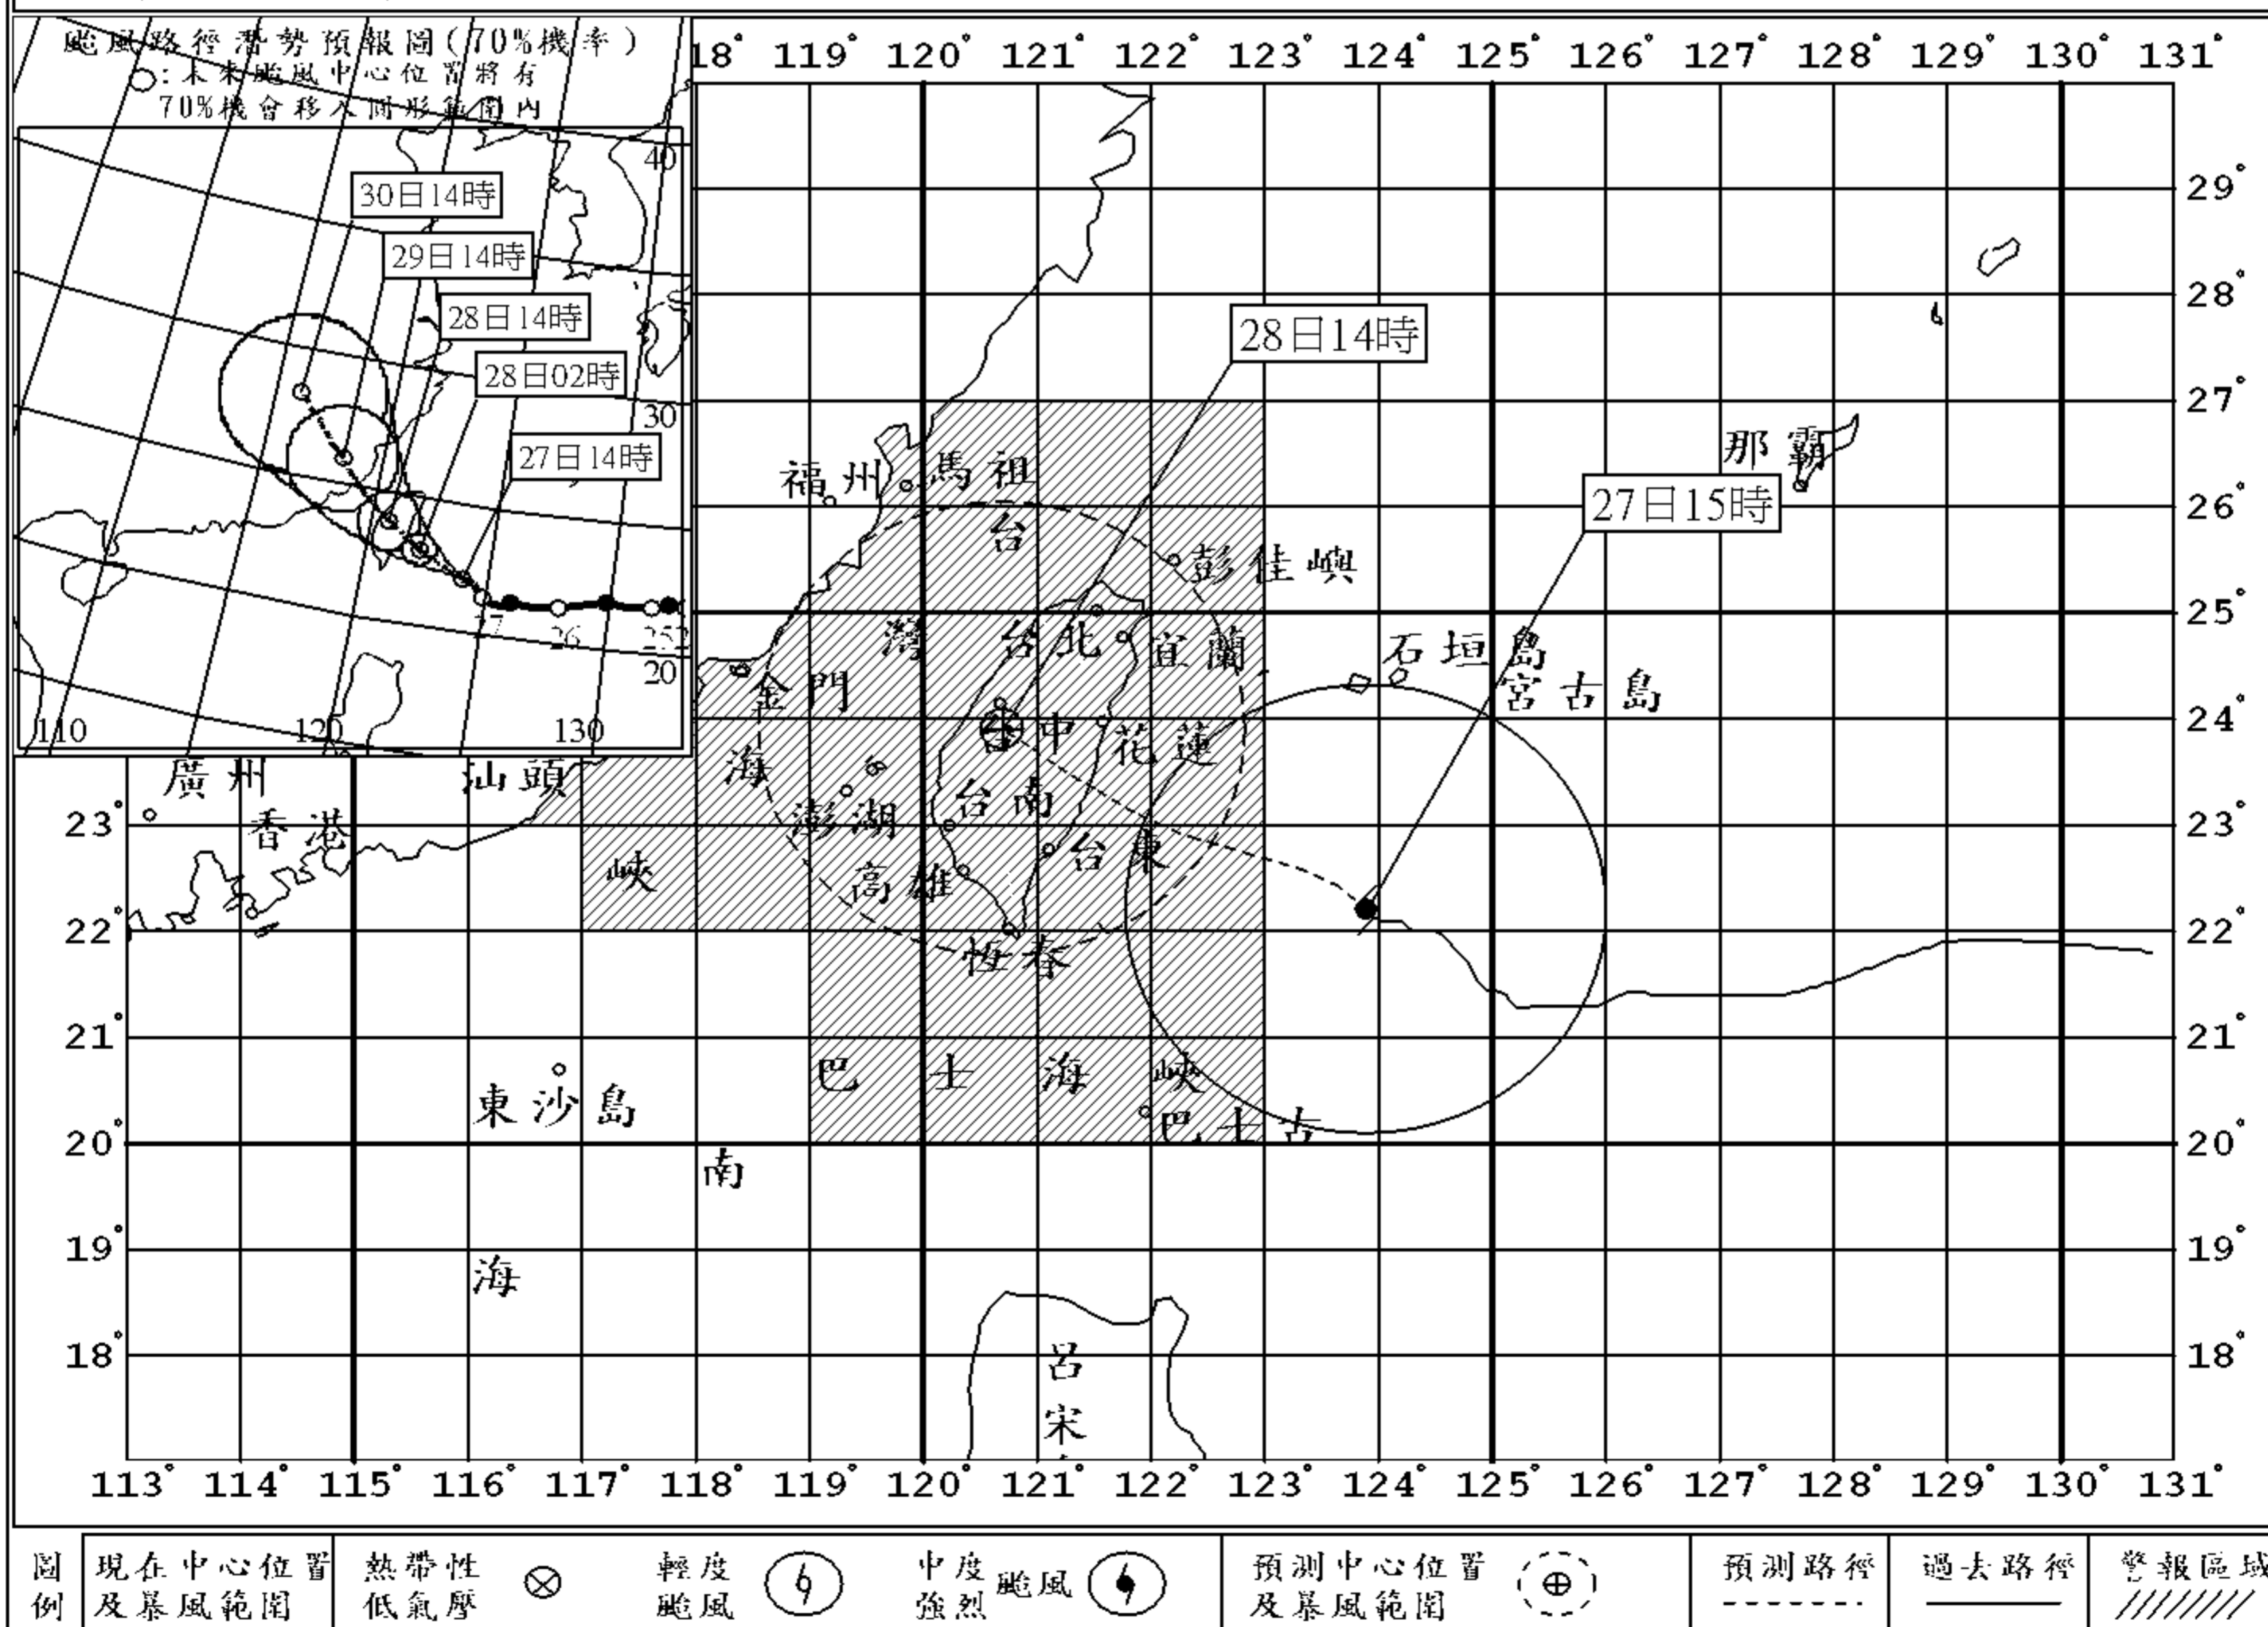 颱風路徑潛勢預報圖(70%機率)
○:未來颱風中心位置將有
70%機會移入圓形範圍內
40
30日14時
29日14時
28日14時
28日02時
30
27日14時
27
26
25
20
110
120
130
18° 119° 120° 121° 122° 123° 124° 125° 126° 127° 128° 129° 130° 131°
29°
28°
28日14時
27°
那霸
福州
馬祖
27日15時
26°
台
彭佳嶼
25°
灣
台北
宜蘭
石垣島
金門
宮古島
24°
台中
花蓮
海
廣州
汕頭
台南
澎湖
23°
23°
香港
台東
峽
高雄
22°
22°
恆春
21°
21°
巴士海峽
東沙島
巴士古
20°
20°
南
19°
19°
海
18°
18°
呂
宋
113° 114° 115° 116° 117° 118° 119° 120° 121° 122° 123° 124° 125° 126° 127° 128° 129° 130° 131°
圖例
現在中心位置
及暴風範圍
熱帶性
低氣壓
輕度
颱風
中度
強烈
颱風
預測中心位置
及暴風範圍
預測路徑
過去路徑
警報區域